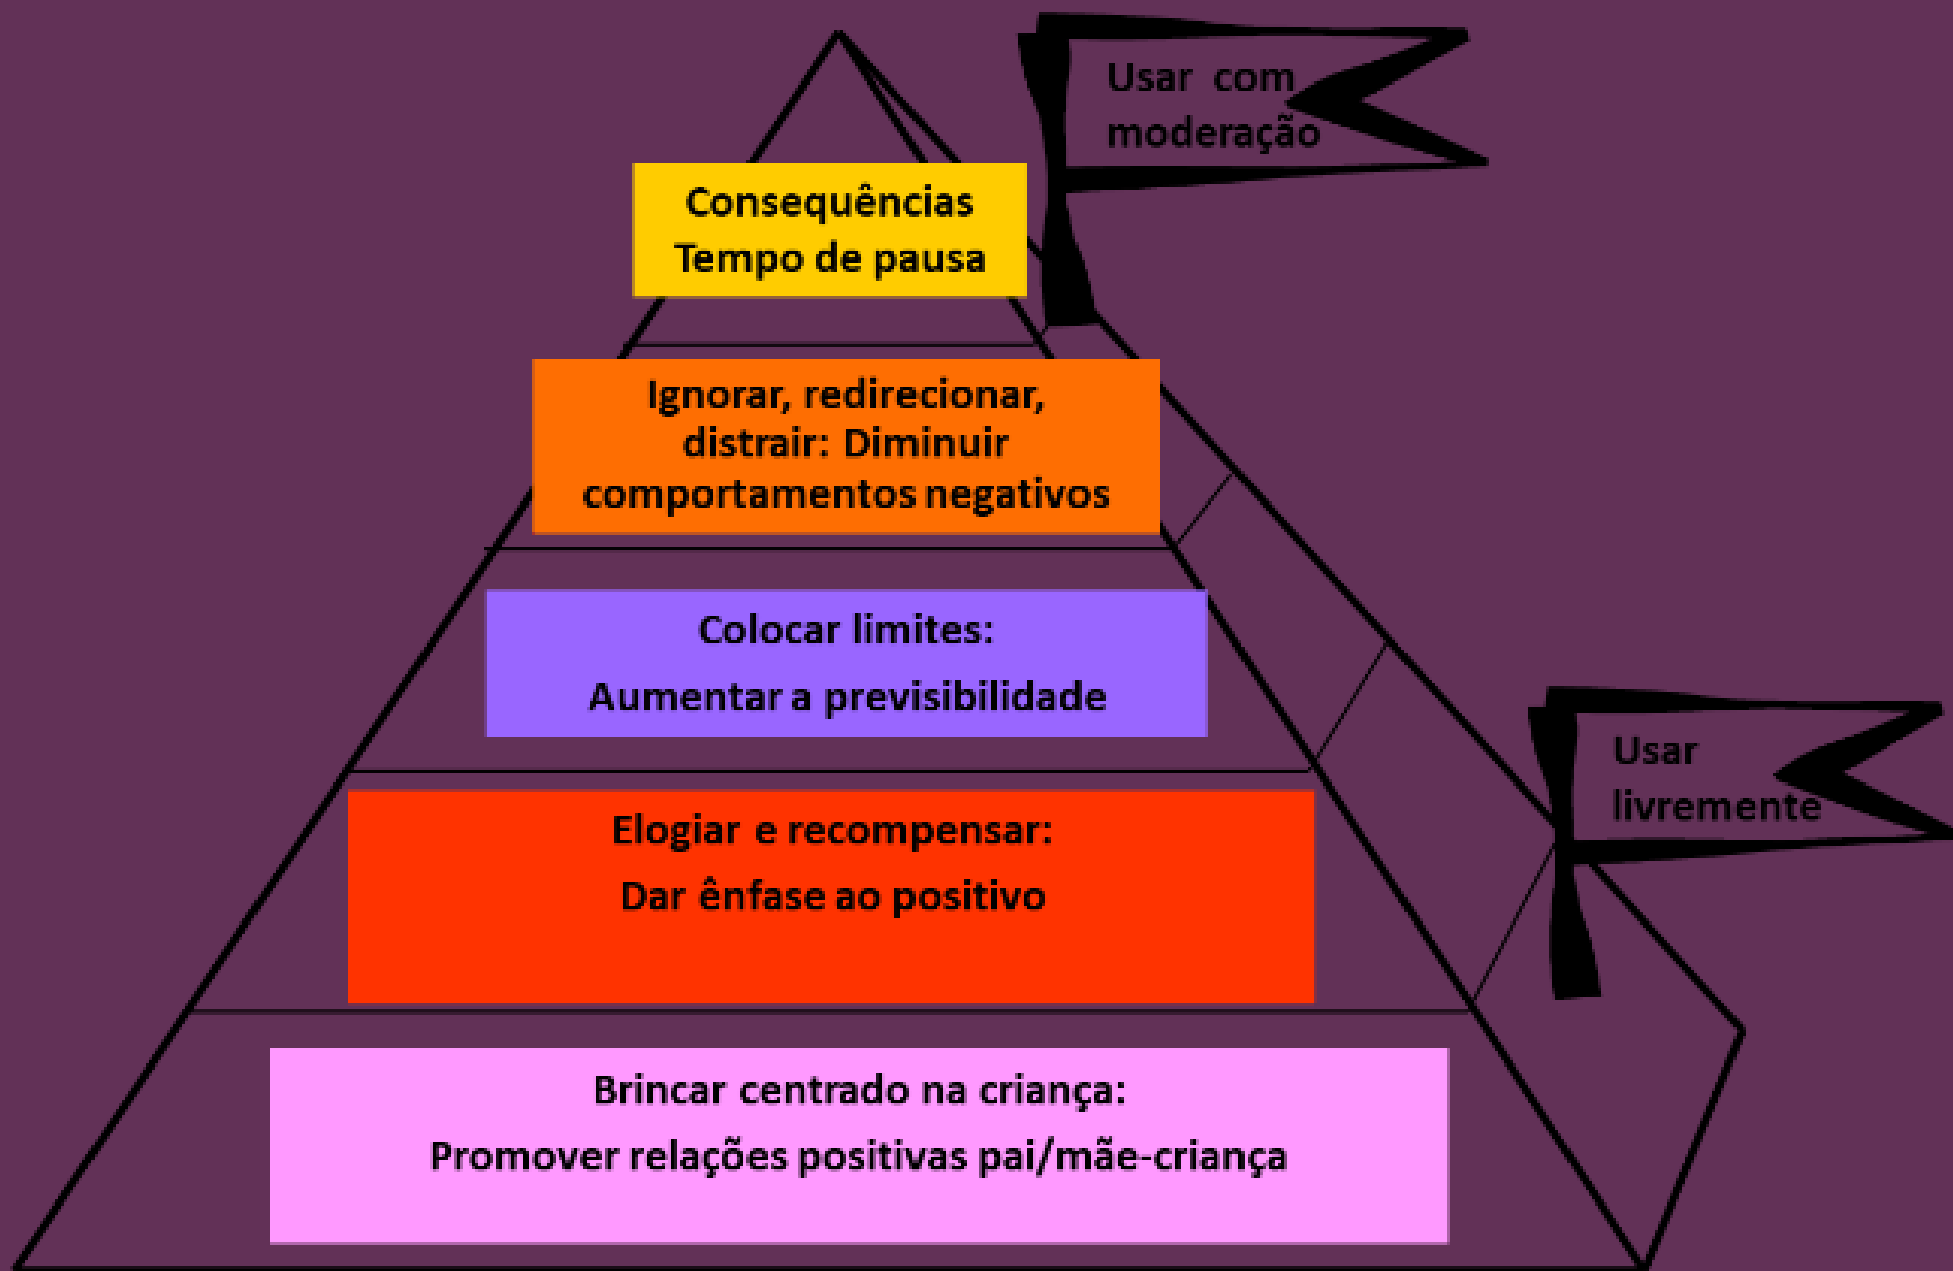 Usar com
moderação
Consequências
Tempo de pausa
Ignorar, redirecionar,
distrair: Diminuir
comportamentos negativos
Colocar limites:
Aumentar a previsibilidade
Usar
livremente
Elogiar e recompensar:
Dar ênfase ao positivo
Brincar centrado na criança:
Promover relações positivas pai/mãe-criança